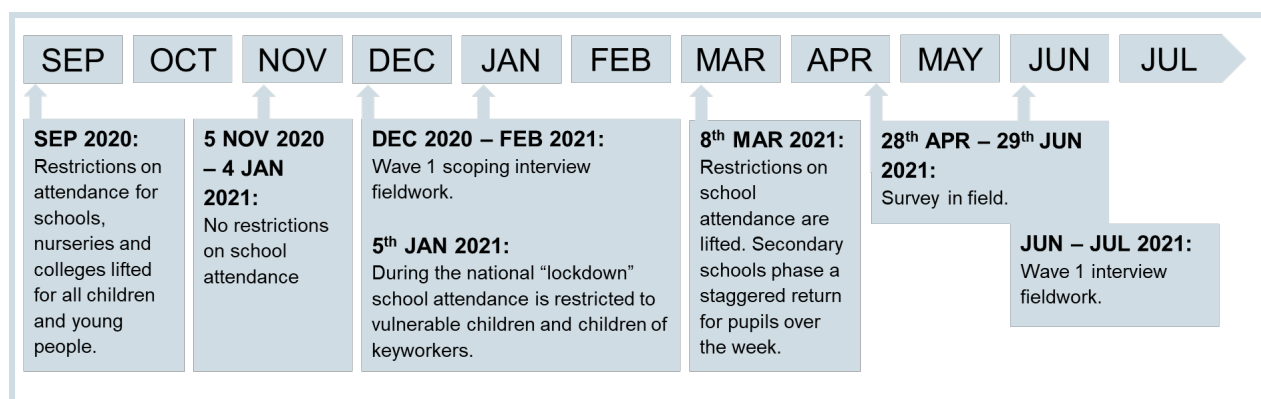 SEP OCT NOV DEC JAN FEB MAR APR MAY JUN JUL
SEP 2020:
Restrictions on
attendance for
schools,
nurseries and
colleges lifted
for all children
and young
people.
5 NOV 2020
– 4 JAN
2021:
No restrictions
on school
attendance
DEC 2020 – FEB 2021:
Wave 1 scoping interview
fieldwork.
5th JAN 2021:
During the national “lockdown”
school attendance is restricted to
vulnerable children and children of
keyworkers.
8th MAR 2021:
Restrictions on
school
attendance are
lifted. Secondary
schools phase a
staggered return
for pupils over
the week.
28th APR – 29th JUN
2021:
Survey in field.
JUN – JUL 2021:
Wave 1 interview
fieldwork.